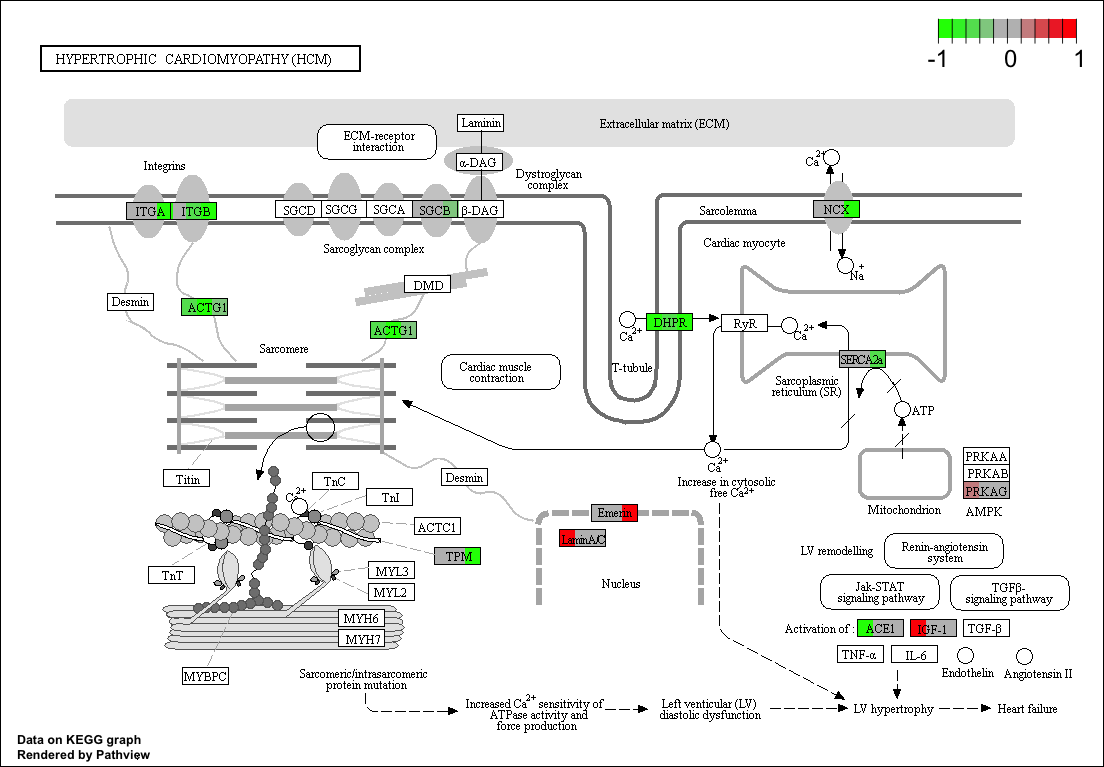 -1 0 1
HYPERTROPHIC CARDIOMYOPATHY (HCM)
Laminin
Extracellular matrix (ECM)
ECM-receptor
interaction
α-DAG
Ca2+
Integrins
Dystroglycan
complex
ITGA
ITGB
SGCD
SGCG
SGCA
SGCB
β-DAG
Sarcolemma
NCX
Sarcoglycan complex
Cardiac myocyte
Na+
DMD
Desmin
ACTG1
ACTG1
Ca2+
DHPR
RyR
Ca2+
Sarcomere
Cardiac muscle
contraction
T-tubule
SERCA2a
Sarcoplasmic
reticulum (SR)
ATP
Ca2+
Increase in cytosolic
free Ca2+
PRKAA
PRKAB
PRKAG
AMPK
Mitochondrion
Titin
Desmin
TnC
Ca2+
TnI
ACTC1
TPM
TnT
MYL3
MYL2
MYH6
MYH7
MYBPC
Emerin
LaminA/C
Nucleus
LV remodelling
Renin-angiotensin
system
Jak-STAT
signaling pathway
TGFβ-
signaling pathway
Activation of :
ACE1
IGF-1
TGF-β
TNF-α
IL-6
Endothelin
Angiotensin II
Sarcomeric/intrasarcomeric
protein mutation
Increased Ca2+ sensitivity of
ATPase activity and
force production
Left venticular (LV)
diastolic dysfunction
LV hypertrophy
Heart failure
Data on KEGG graph
Rendered by Pathview